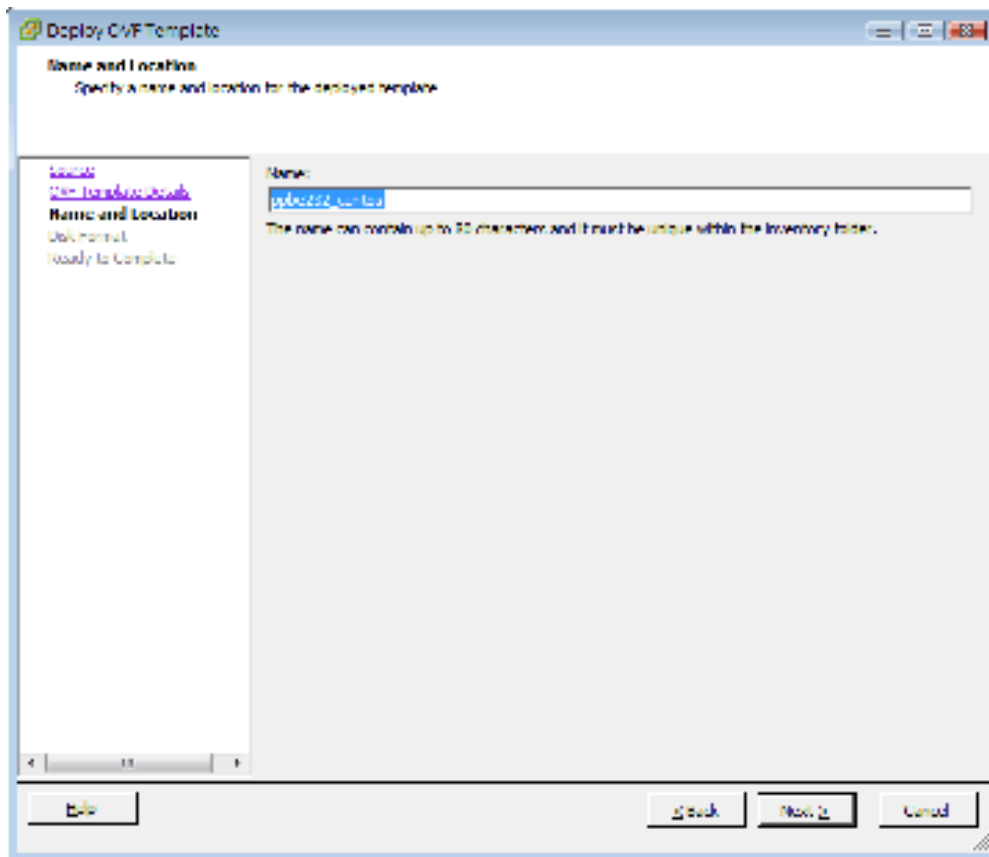 Deploy OVF Template
Name and Location
Specify a name and location for the deployed template
Source
OVF Template Details
Name and Location
Disk Format
Ready to Complete
Name:
The name can contain up to 80 characters and it must be unique within the inventory folder.
Help
< Back
Next >
Cancel